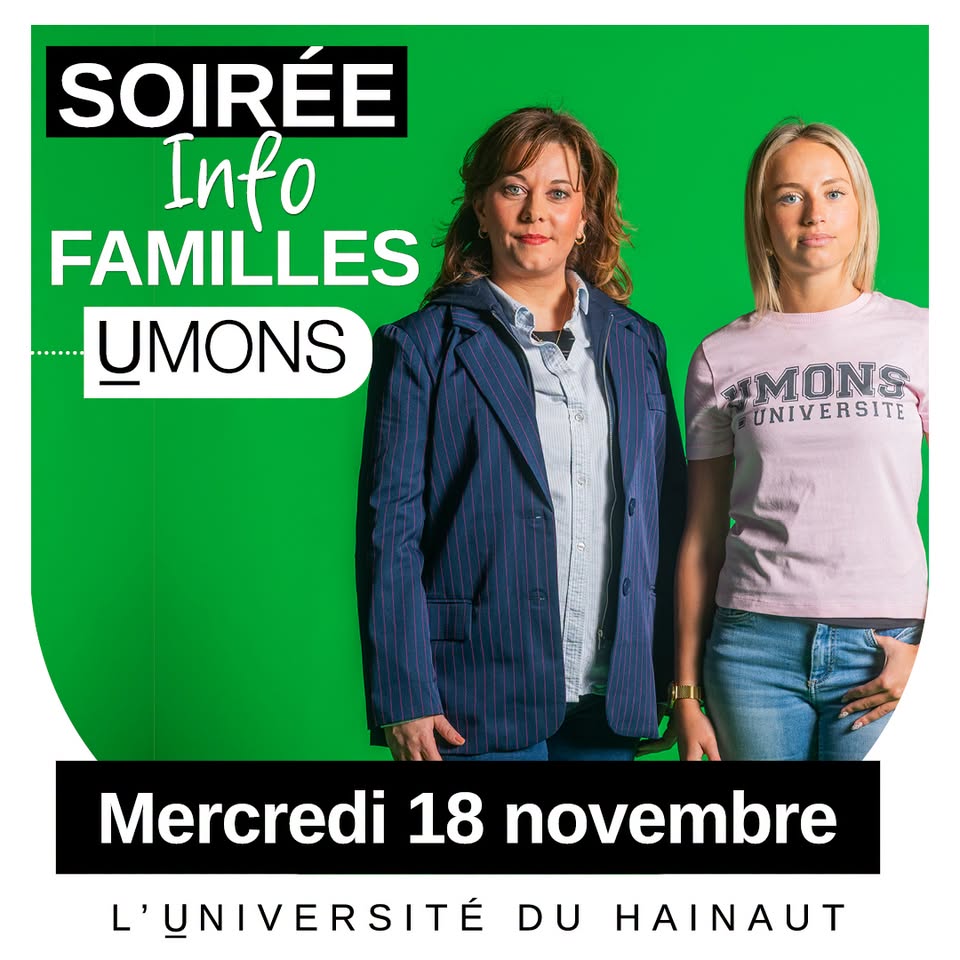 SOIRÉE
Info
FAMILLES
UMONS
UMONS
UNIVERSITE
Mercredi 18 novembre
L'UNIVERSITÉ DU HAINAUT